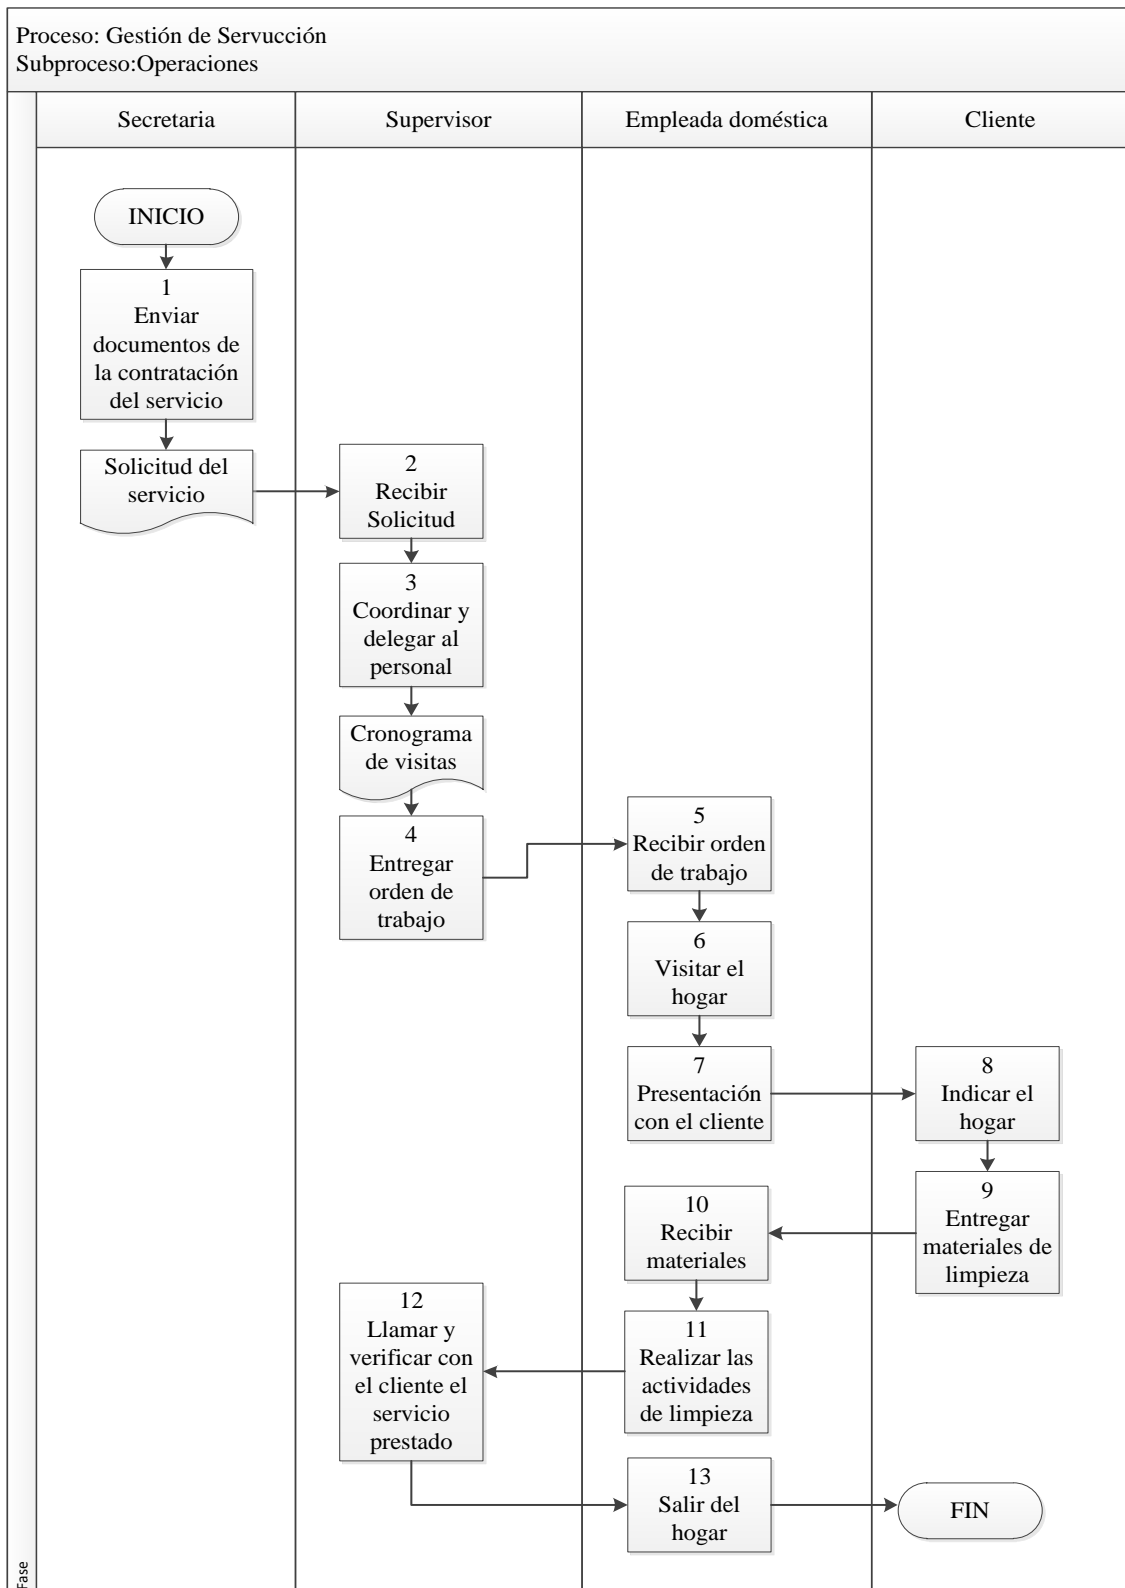 Proceso: Gestión de Servucción
Subproceso:Operaciones
Secretaria
Supervisor
Empleada doméstica
Cliente
INICIO
1
Enviar
documentos de
la contratación
del servicio
Solicitud del
servicio
2
Recibir
Solicitud
3
Coordinar y
delegar al
personal
Cronograma
de visitas
4
Entregar
orden de
trabajo
5
Recibir orden
de trabajo
6
Visitar el
hogar
7
Presentación
con el cliente
8
Indicar el
hogar
9
Entregar
materiales de
limpieza
10
Recibir
materiales
11
Realizar las
actividades
de limpieza
12
Llamar y
verificar con
el cliente el
servicio
prestado
13
Salir del
hogar
FIN
Fase